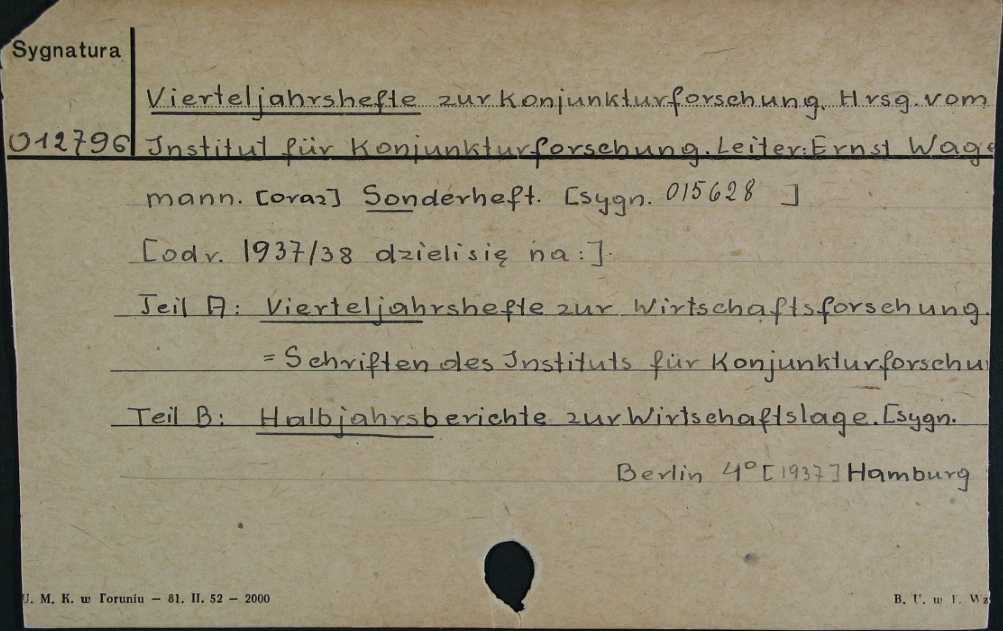 Sygnatura
Vierteljahrshefte zur Konjunkturforschung. Hrsg. vom
012796 Institut für Konjunkturforschung. Leiter: Ernst Wage
mann. [oraz] Sonderheft. [sygn. 015628 ]
[od r. 1937/38 dzieli się na:]
Teil A: Vierteljahrshefte zur Wirtschaftsforschung.
= Schriften des Instituts für Konjunkturforschu
Teil B: Halbjahrsberichte zur Wirtschaftslage. [sygn.
Berlin 4° [1937] Hamburg
U. M. K. w Toruniu — 81. II. 52 — 2000
B. U. w T. Wz